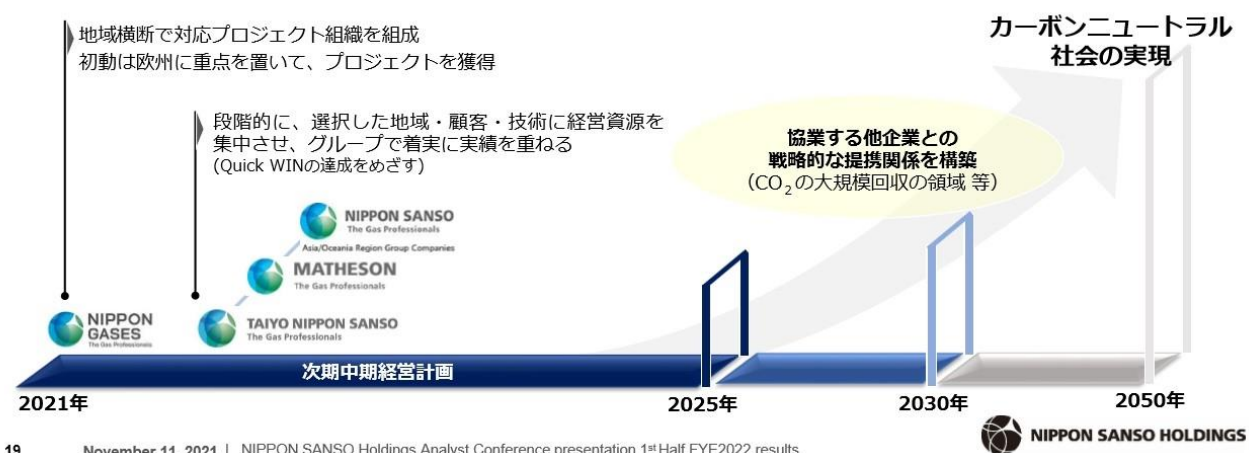 地域横断で対応プロジェクト組織を組成
初動は欧州に重点を置いて、プロジェクトを獲得
カーボンニュートラル
社会の実現
段階的に、選択した地域・顧客・技術に経営資源を
集中させ、グループで着実に実績を重ねる
(Quick WINの達成をめざす)
協業する他企業との
戦略的な提携関係を構築
（CO₂の大規模回収の領域 等）
NIPPON SANSO
The Gas Professionals
Asia/Oceania Region Group Companies
MATHESON
The Gas Professionals
NIPPON
GASES
The Gas Professionals
TAIYO NIPPON SANSO
The Gas Professionals
次期中期経営計画
2021年
2025年
2030年
2050年
19
November 11, 2021 | NIPPON SANSO Holdings Analyst Conference presentation 1st Half FYE2022 results
NIPPON SANSO HOLDINGS